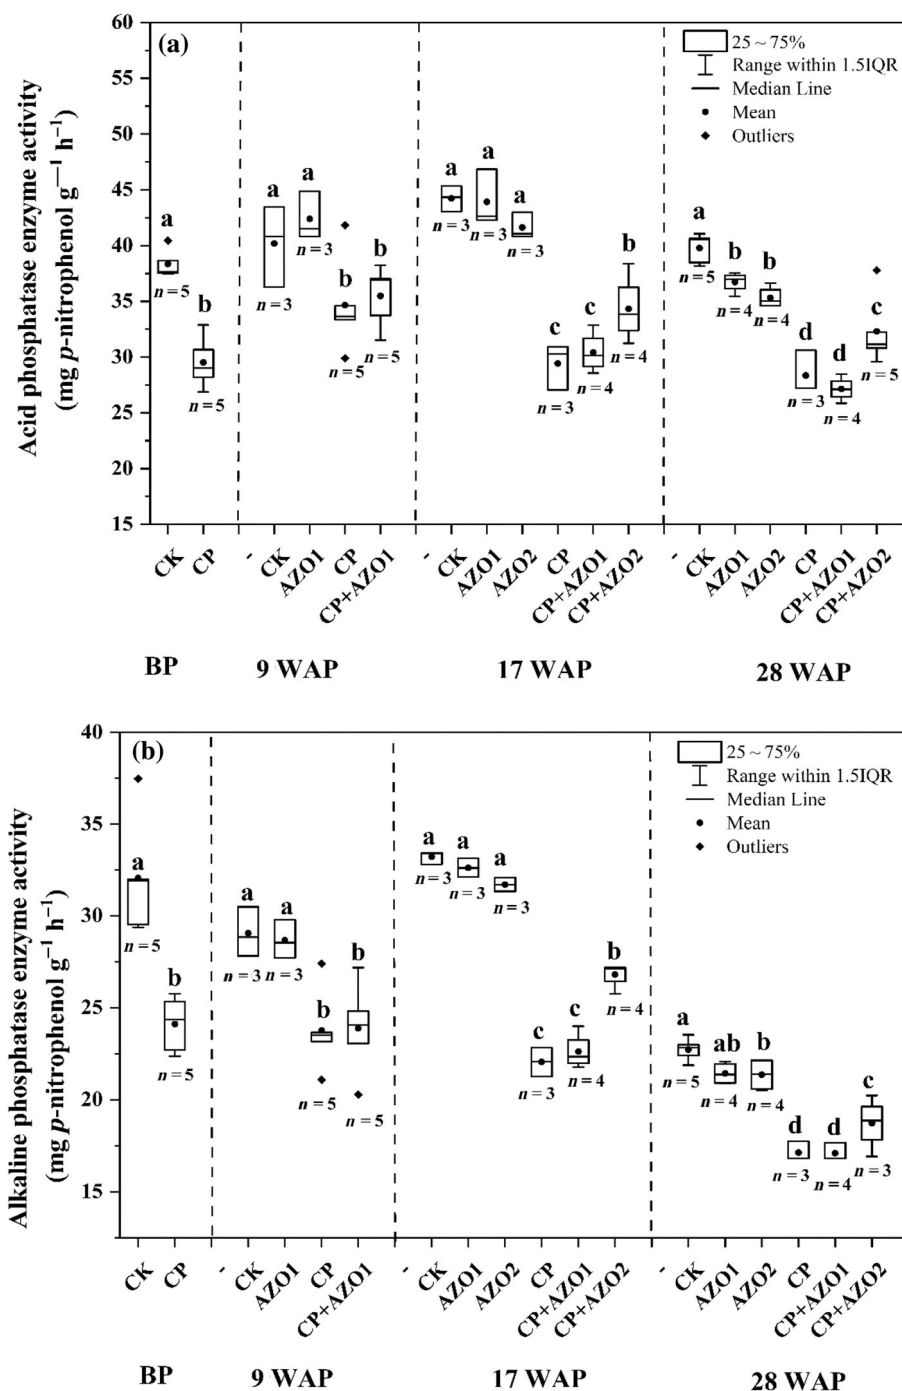 (a)
60
55
50
45
40
35
30
25
20
15
Acid phosphatase enzyme activity
(mg p-nitrophenol g⁻¹ h⁻¹)
25 ~ 75%
Range within 1.5IQR
Median Line
Mean
Outliers
a
n = 5
b
n = 5
a
n = 3
a
n = 3
b
n = 5
b
n = 5
a
n = 3
a
n = 3
a
n = 3
c
n = 3
c
n = 4
b
n = 4
a
n = 5
b
n = 4
b
n = 4
d
n = 3
d
n = 4
c
n = 5
CK
CP
-
CK
AZO1
CP
CP+AZO1
-
CK
AZO1
AZO2
CP
CP+AZO1
CP+AZO2
-
CK
AZO1
AZO2
CP
CP+AZO1
CP+AZO2
BP 9 WAP 17 WAP 28 WAP
(b)
40
35
30
25
20
15
Alkaline phosphatase enzyme activity
(mg p-nitrophenol g⁻¹ h⁻¹)
25 ~ 75%
Range within 1.5IQR
Median Line
Mean
Outliers
a
n = 5
b
n = 5
a
n = 3
a
n = 3
b
n = 5
b
n = 5
a
n = 3
a
n = 3
a
n = 3
c
n = 3
c
n = 4
b
n = 4
a
n = 5
ab
n = 4
b
n = 4
d
n = 3
d
n = 4
c
n = 3
CK
CP
-
CK
AZO1
CP
CP+AZO1
-
CK
AZO1
AZO2
CP
CP+AZO1
CP+AZO2
-
CK
AZO1
AZO2
CP
CP+AZO1
CP+AZO2
BP 9 WAP 17 WAP 28 WAP